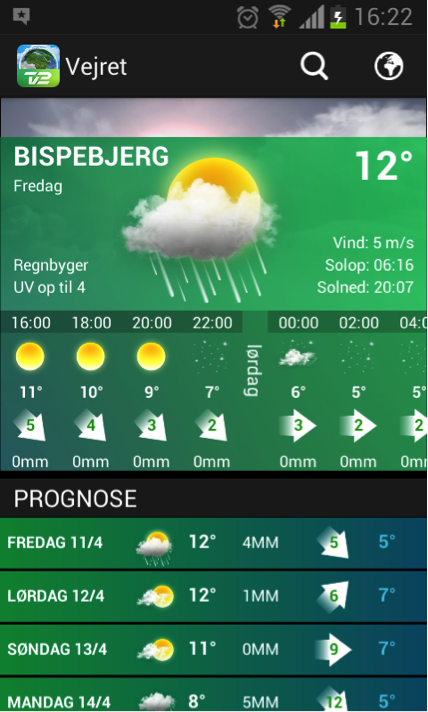 16:22
TV2
Vejret
BISPEBJERG
12°
Fredag
Vind: 5 m/s
Regnbyger
Solop: 06:16
UV op til 4
Solned: 20:07
16:00 18:00 20:00 22:00 00:00 02:00 04:0
lørdag
11° 10° 9° 7° 6° 5° 5°
5 4 3 2 3 2 2
0mm 0mm 0mm 0mm 0mm 0mm 0mm
PROGNOSE
FREDAG 11/4 12° 4MM 5 5°
LØRDAG 12/4 12° 1MM 6 7°
SØNDAG 13/4 11° 0MM 9 7°
MANDAG 14/4 8° 5MM 12 5°